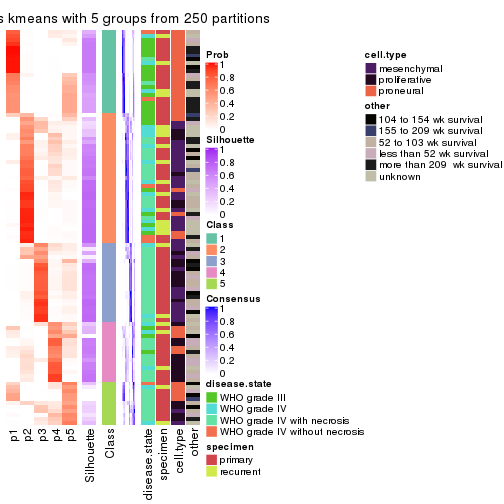 s kmeans with 5 groups from 250 partitions
Prob
1
0.8
0.6
0.4
0.2
0
Silhouette
1
0.8
0.6
0.4
0.2
0
Class
1
2
3
4
5
Consensus
1
0.8
0.6
0.4
0.2
0
disease.state
WHO grade III
WHO grade IV
WHO grade IV with necrosis
WHO grade IV without necrosis
specimen
primary
recurrent
cell.type
mesenchymal
proliferative
proneural
other
104 to 154 wk survival
155 to 209 wk survival
52 to 103 wk survival
less than 52 wk survival
more than 209  wk survival
unknown
p1
p2
p3
p4
p5
Silhouette
Class
disease.state
specimen
cell.type
other